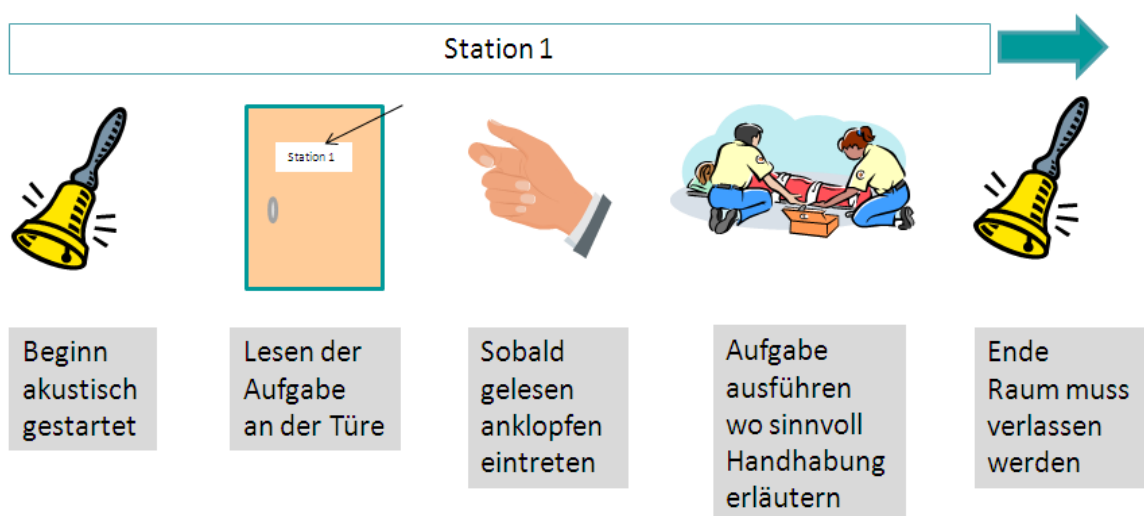 Station 1
Station 1
Beginn
akustisch
gestartet
Lesen der
Aufgabe
an der Türe
Sobald
gelesen
anklopfen
eintreten
Aufgabe
ausführen
wo sinnvoll
Handhabung
erläutern
Ende
Raum muss
verlassen
werden